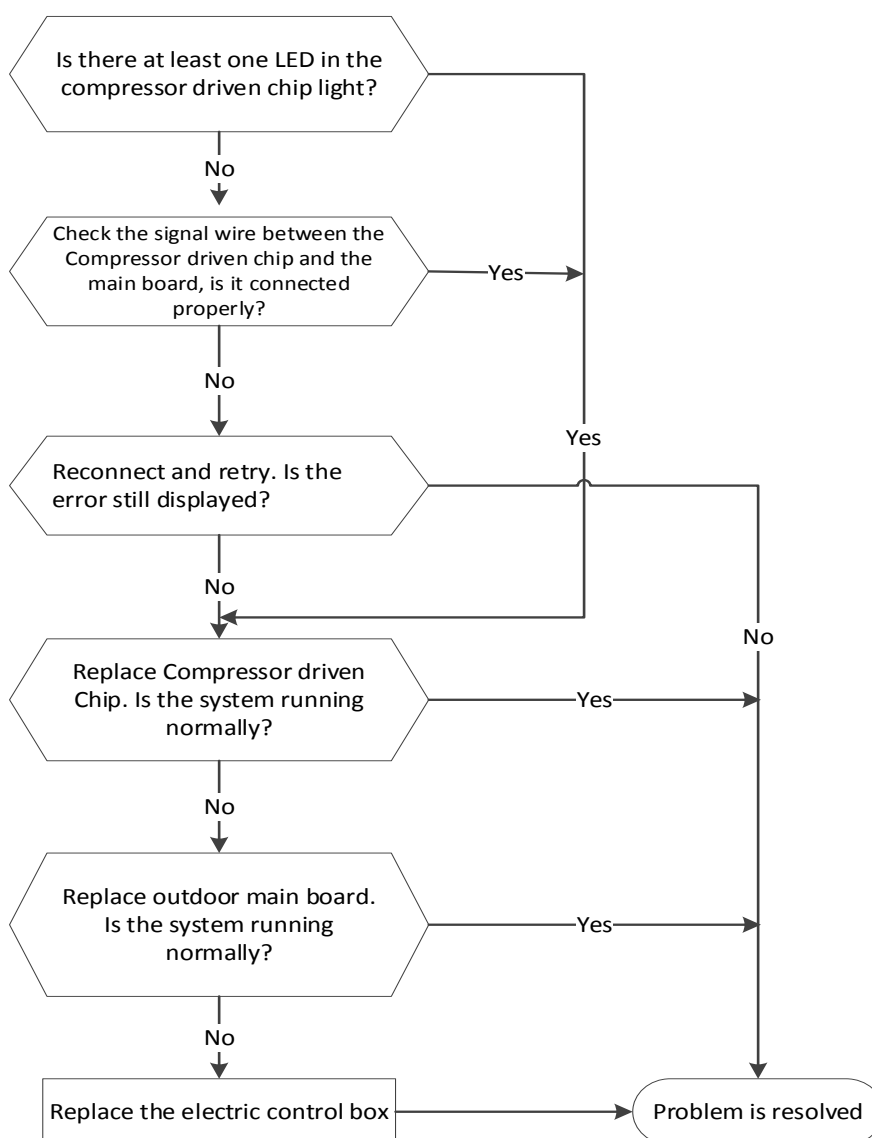 Is there at least one LED in the
compressor driven chip light?
No
Check the signal wire between the
Compressor driven chip and the
main board, is it connected
properly?
Yes
No
Yes
Reconnect and retry. Is the
error still displayed?
No
No
Replace Compressor driven
Chip. Is the system running
normally?
Yes
No
Replace outdoor main board.
Is the system running
normally?
Yes
No
Replace the electric control box
Problem is resolved